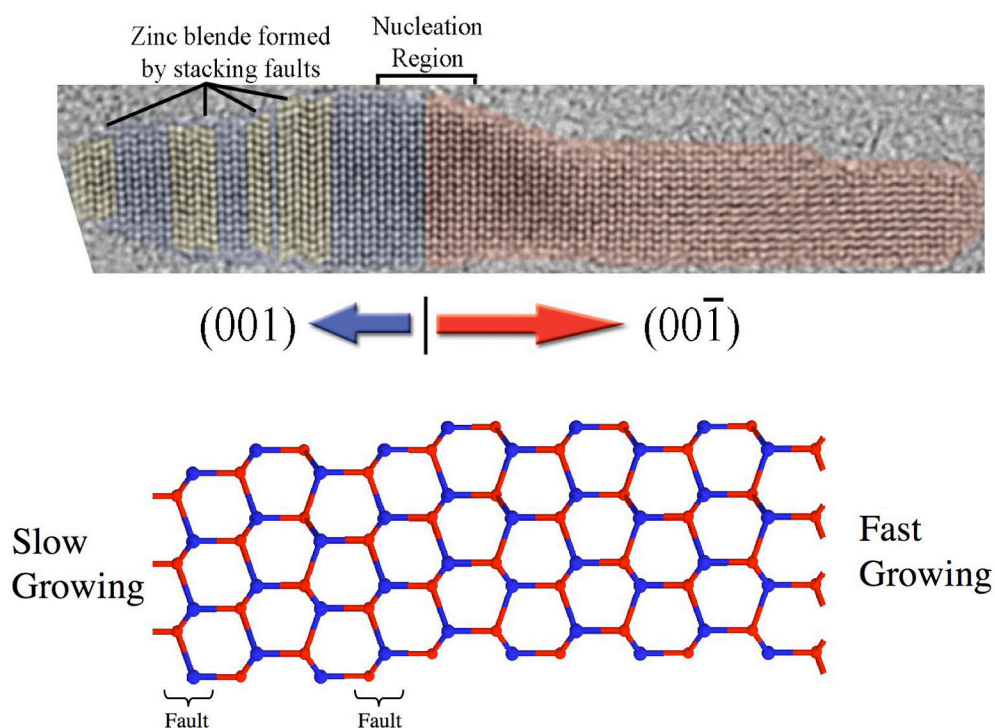 Zinc blende formed
by stacking faults
Nucleation
Region
(001)
(001̄)
Slow
Growing
Fast
Growing
Fault
Fault